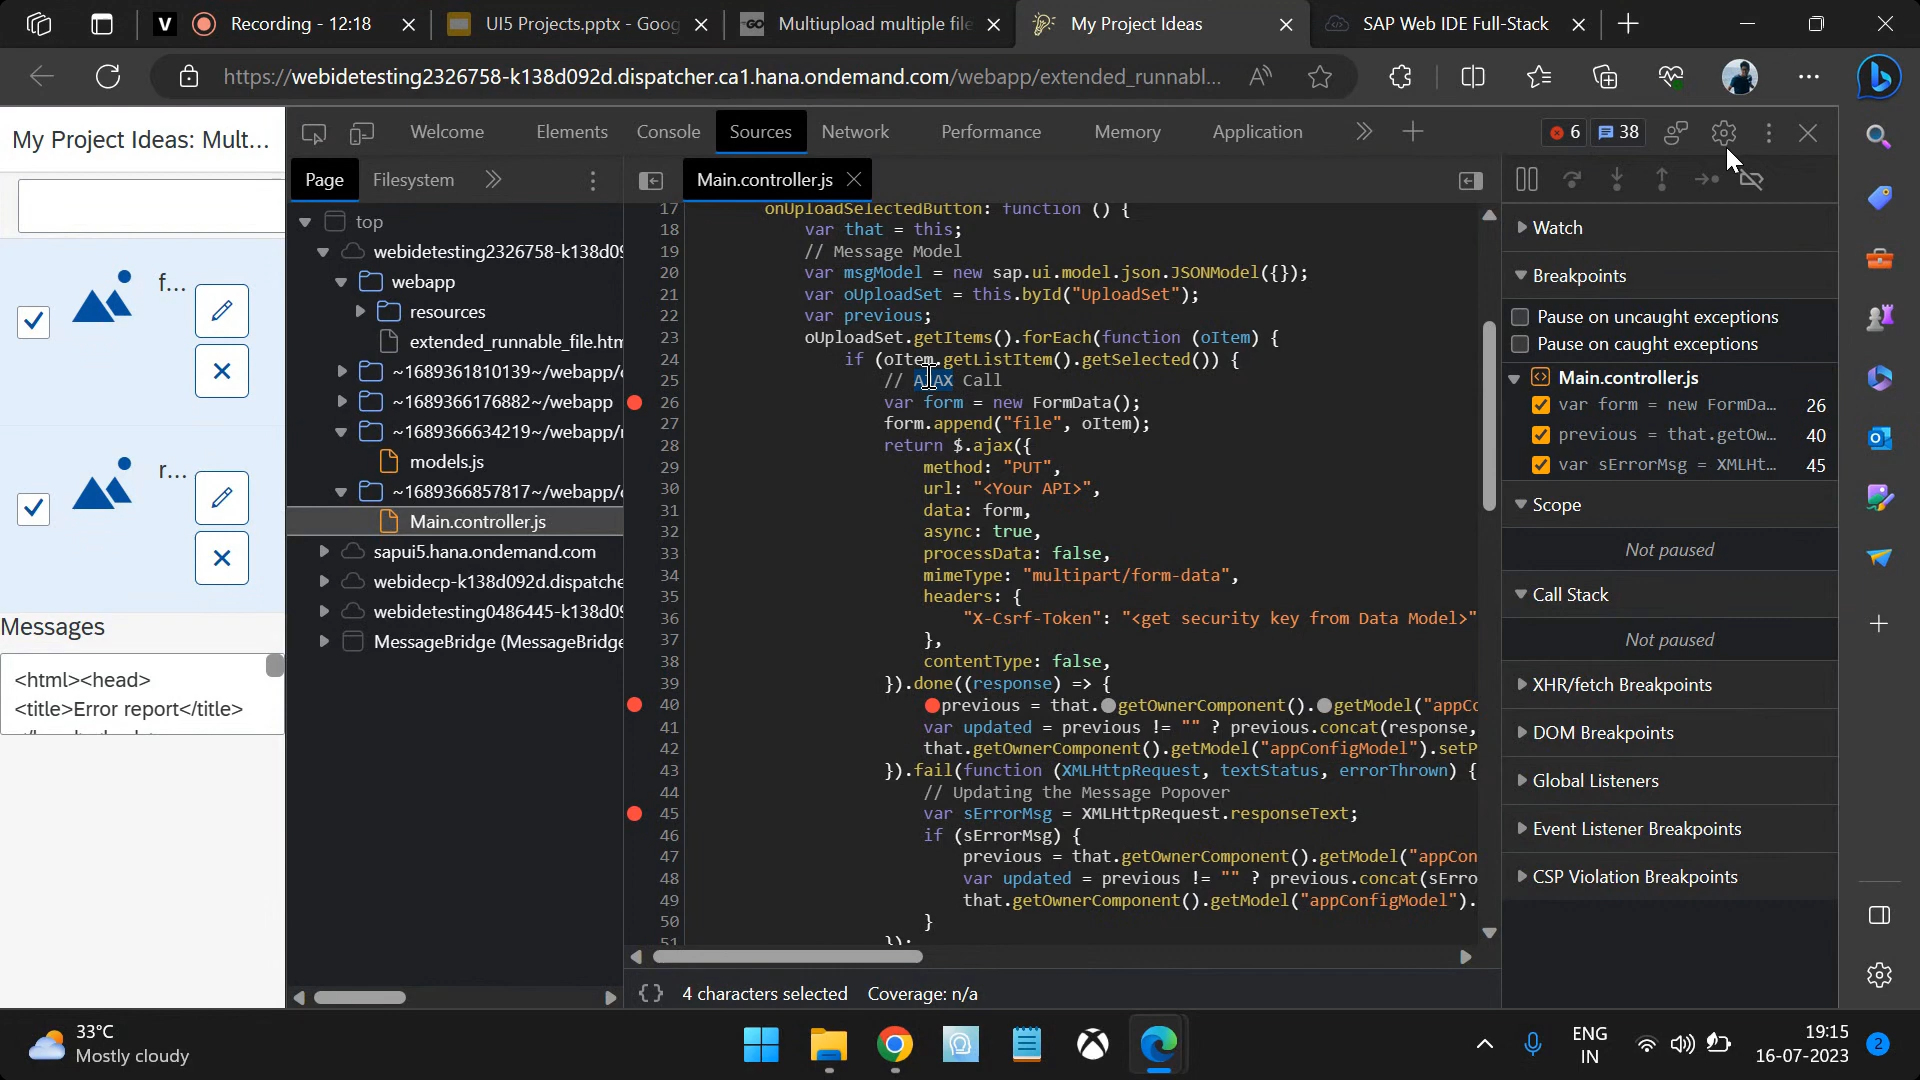 Recording - 12:18
UI5 Projects.pptx - Goog
Multiupload multiple file
My Project Ideas
SAP Web IDE Full-Stack
https://webidetesting2326758-k138d092d.dispatcher.ca1.hana.ondemand.com/webapp/extended_runnabl...
My Project Ideas: Mult...
f...
r...
Messages
<html><head>
<title>Error report</title>
Welcome
Elements
Console
Sources
Network
Performance
Memory
Application
6
38
Page
Filesystem
top
webidetesting2326758-k138d09
webapp
resources
extended_runnable_file.htm
~1689361810139~/webapp/
~1689366176882~/webapp
~1689366634219~/webapp/
models.js
~1689366857817~/webapp/
Main.controller.js
sapui5.hana.ondemand.com
webidecp-k138d092d.dispatche
webidetesting0486445-k138d09
MessageBridge (MessageBridge
Main.controller.js
17 onUploadSelectedButton: function () {
18 var that = this;
19 // Message Model
20 var msgModel = new sap.ui.model.json.JSONModel({});
21 var oUploadSet = this.byId("UploadSet");
22 var previous;
23 oUploadSet.getItems().forEach(function (oItem) {
24 if (oItem.getListItem().getSelected()) {
25 // AJAX Call
26 var form = new FormData();
27 form.append("file", oItem);
28 return $.ajax({
29 method: "PUT",
30 url: "<Your API>",
31 data: form,
32 async: true,
33 processData: false,
34 mimeType: "multipart/form-data",
35 headers: {
36 "X-Csrf-Token": "<get security key from Data Model>"
37 },
38 contentType: false,
39 }).done((response) => {
40 previous = that.getOwnerComponent().getModel("appCo
41 var updated = previous != "" ? previous.concat(response,
42 that.getOwnerComponent().getModel("appConfigModel").setP
43 }).fail(function (XMLHttpRequest, textStatus, errorThrown) {
44 // Updating the Message Popover
45 var sErrorMsg = XMLHttpRequest.responseText;
46 if (sErrorMsg) {
47 previous = that.getOwnerComponent().getModel("appCon
48 var updated = previous != "" ? previous.concat(sErro
49 that.getOwnerComponent().getModel("appConfigModel").
50 }
51 });
{} 4 characters selected Coverage: n/a
Watch
Breakpoints
Pause on uncaught exceptions
Pause on caught exceptions
Main.controller.js
var form = new FormDa... 26
previous = that.getOw... 40
var sErrorMsg = XMLHt... 45
Scope
Not paused
Call Stack
Not paused
XHR/fetch Breakpoints
DOM Breakpoints
Global Listeners
Event Listener Breakpoints
CSP Violation Breakpoints
33°C
Mostly cloudy
ENG
IN
19:15
16-07-2023
2